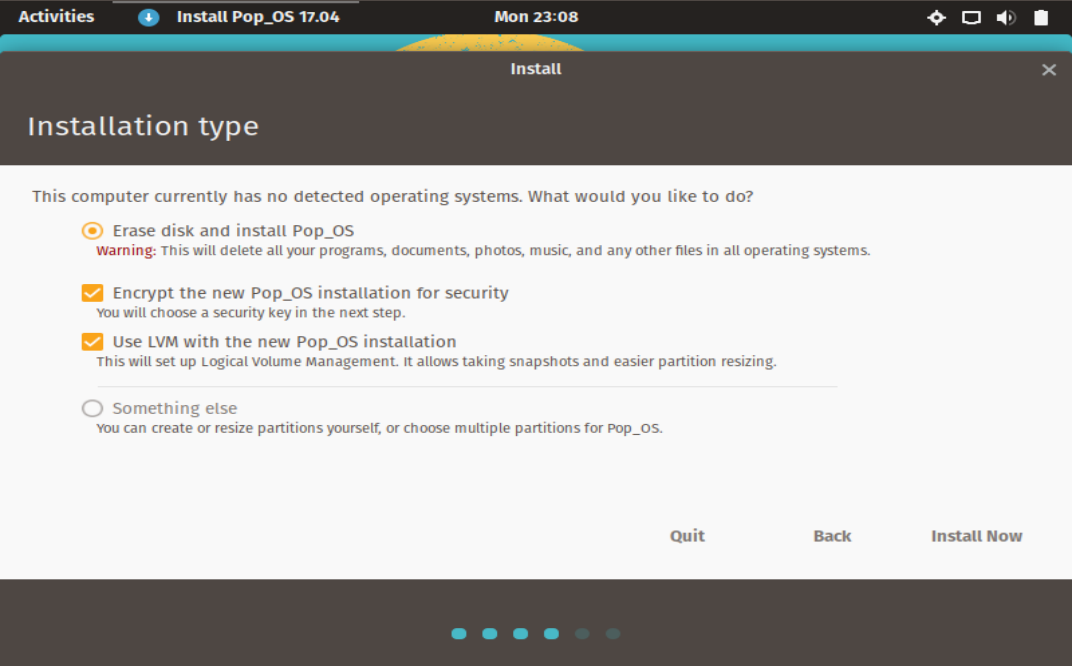 Activities Install Pop_OS 17.04 Mon 23:08
Install
Installation type
This computer currently has no detected operating systems. What would you like to do?
Erase disk and install Pop_OS
Warning: This will delete all your programs, documents, photos, music, and any other files in all operating systems.
Encrypt the new Pop_OS installation for security
You will choose a security key in the next step.
Use LVM with the new Pop_OS installation
This will set up Logical Volume Management. It allows taking snapshots and easier partition resizing.
Something else
You can create or resize partitions yourself, or choose multiple partitions for Pop_OS.
Quit Back Install Now